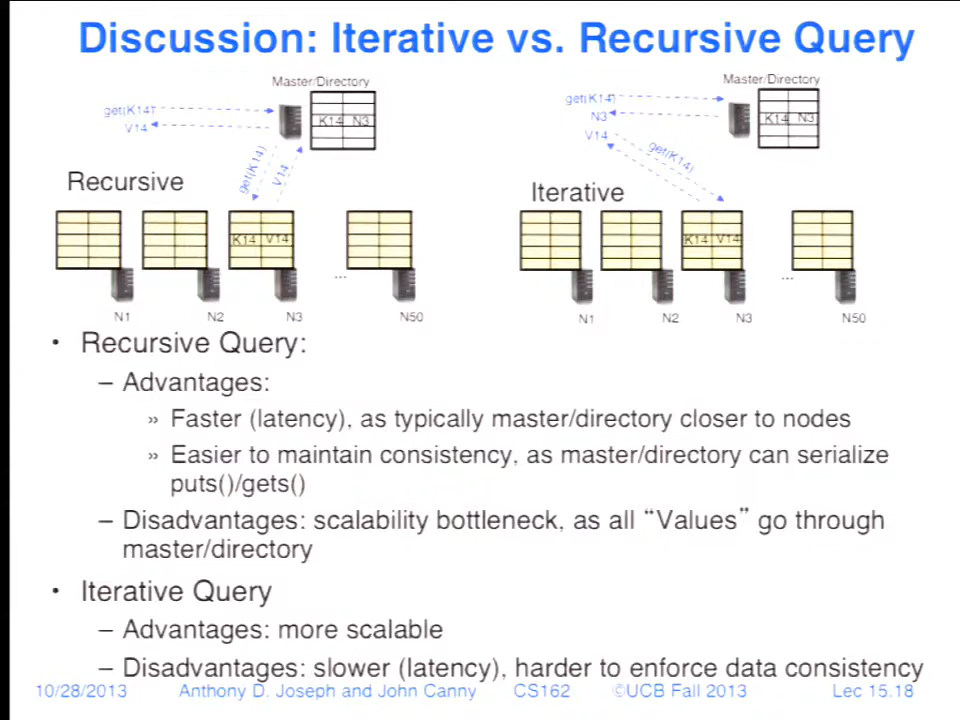 Discussion: Iterative vs. Recursive Query
Master/Directory
get(K14)
V14
K14 N3
get(K14)
V14
Recursive
K14 V14
...
N1 N2 N3 N50
Master/Directory
get(K14)
N3
V14
K14 N3
get(K14)
Iterative
K14 V14
...
N1 N2 N3 N50
• Recursive Query:
– Advantages:
» Faster (latency), as typically master/directory closer to nodes
» Easier to maintain consistency, as master/directory can serialize
puts()/gets()
– Disadvantages: scalability bottleneck, as all “Values” go through
master/directory
• Iterative Query
– Advantages: more scalable
– Disadvantages: slower (latency), harder to enforce data consistency
10/28/2013 Anthony D. Joseph and John Canny CS162 ©UCB Fall 2013 Lec 15.18